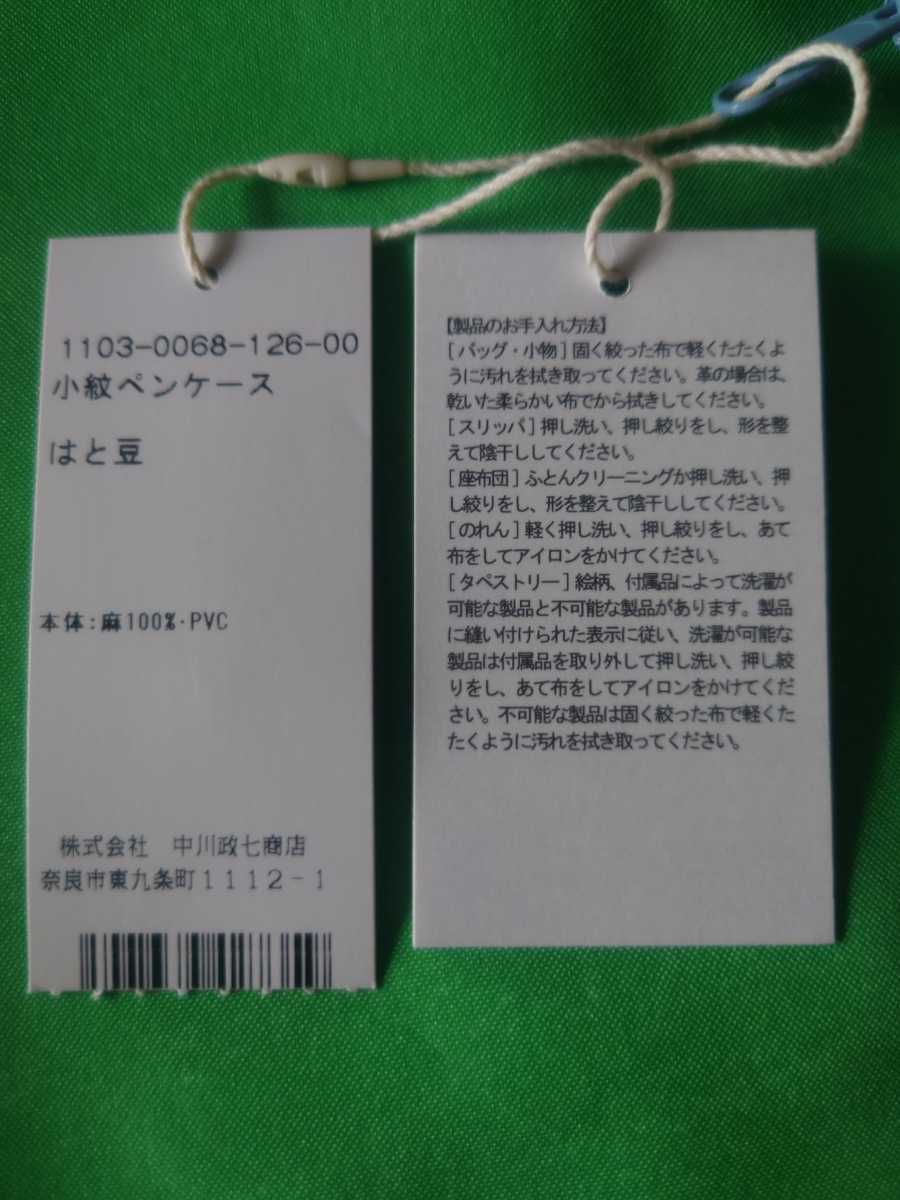 1103-0068-126-00
小紋ペンケース
はと豆
本体:麻100%・PVC
株式会社　中川政七商店
奈良市東九条町１１１２－１
【製品のお手入れ方法】
[バッグ・小物]固く絞った布で軽くたたくよ
うに汚れを拭き取ってください。革の場合は、
乾いた柔らかい布でから拭きしてください。
[スリッパ]押し洗い、押し絞りをし、形を整
えて陰干ししてください。
[座布団]ふとんクリーニングか押し洗い、押
し絞りをし、形を整えて陰干ししてください。
[のれん]軽く押し洗い、押し絞りをし、あて
布をしてアイロンをかけてください。
[タペストリー]絵柄、付属品によって洗濯が
可能な製品と不可能な製品があります。製品
に縫い付けられた表示に従い、洗濯が可能な
製品は付属品を取り外して押し洗い、押し絞
りをし、あて布をしてアイロンをかけてくだ
さい。不可能な製品は固く絞った布で軽くた
たくように汚れを拭き取ってください。